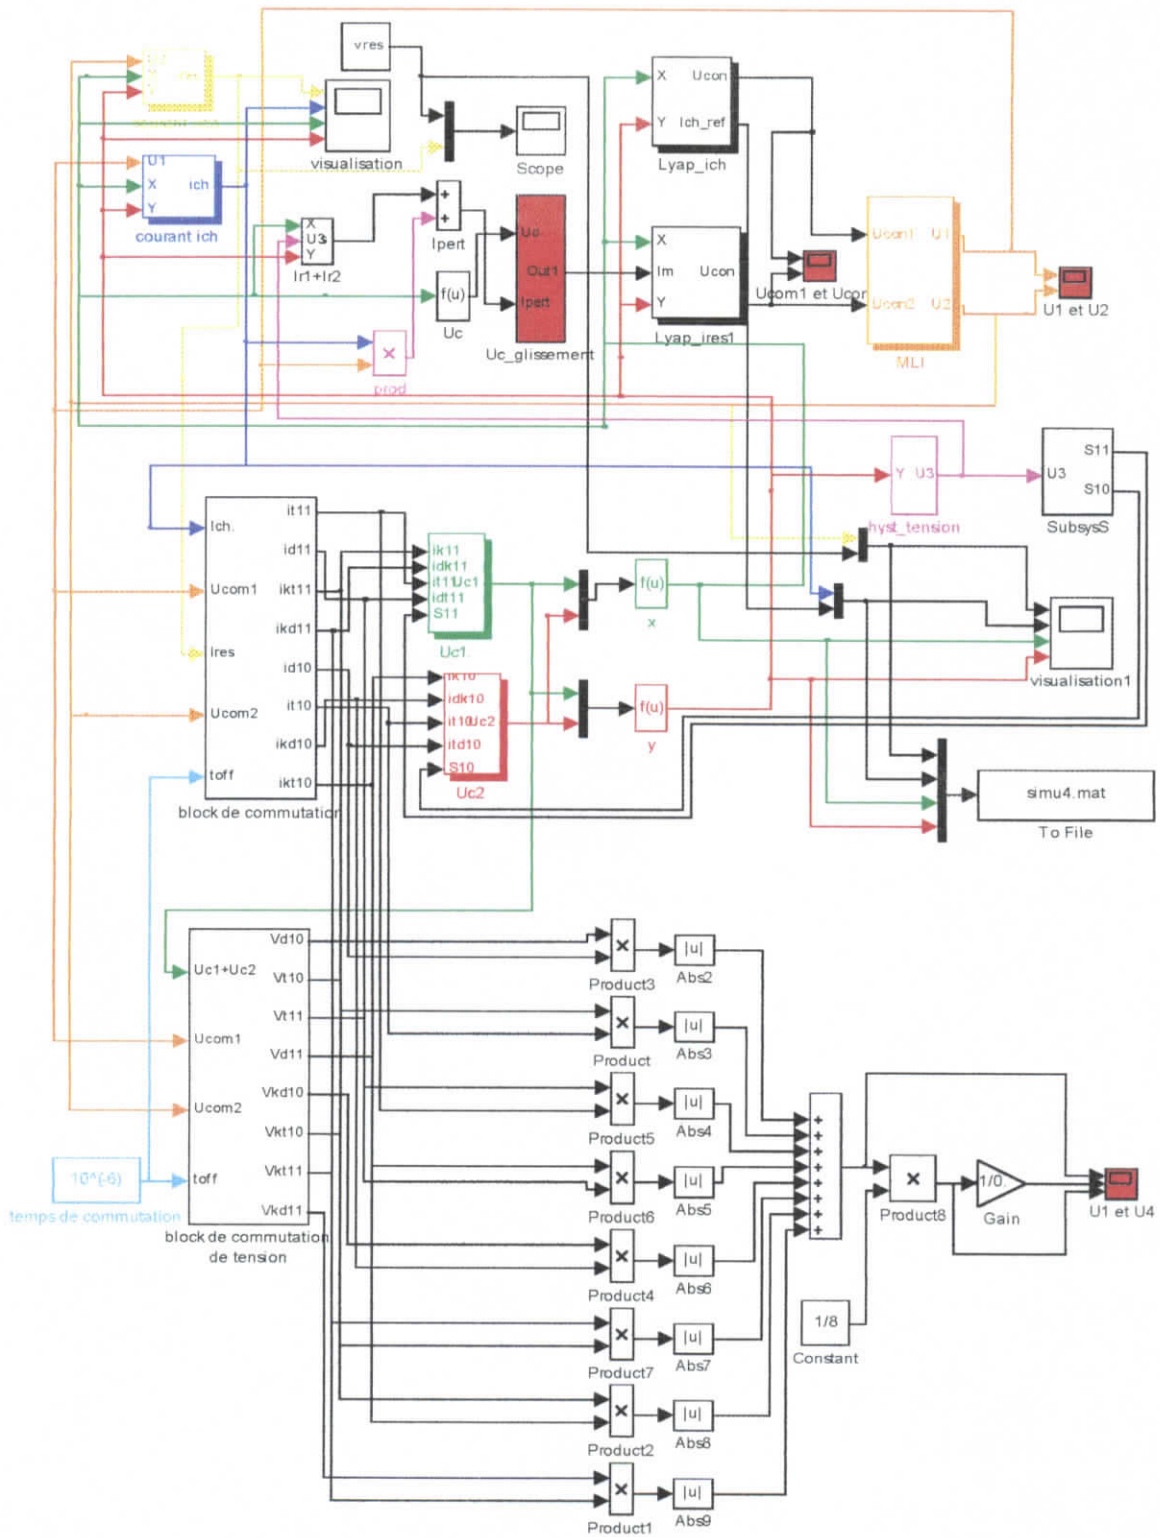 vres
visualisation
Scope
X
Ucon
Y
Ich_ref
Lyap_ich
U1
X
ich
Y
courant ich
X
U3
Y
Ir1+Ir2
+
+
Ipert
f(u)
Uc
Uc
Out1
Ipert
Uc_glissement
X
Im
Ucon
Y
Lyap_ires1
Ucom1 et Ucor
Ucon1
U1
Ucon2
U2
MLI
U1 et U2
×
prod
Y
U3
hyst_tension
U3
S11
S10
SubsysS
Ich.
Ucom1
Ires
Ucom2
toff
it11
id11
ikt11
ikd11
id10
it10
ikd10
ikt10
block de commutation
ik11
idk11
it11Uc1
idt11
S11
Uc1.
ik10
idk10
it10Uc2
itd10
S10
Uc2
f(u)
x
f(u)
y
visualisation1
simu4.mat
To File
Uc1+Uc2
Ucom1
Ucom2
toff
Vd10
Vt10
Vt11
Vd11
Vkd10
Vkt10
Vkt11
Vkd11
block de commutation
de tension
10^(-6)
temps de commutation
×
Product3
|u|
Abs2
×
Product
|u|
Abs3
×
Product5
|u|
Abs4
×
Product6
|u|
Abs5
×
Product4
|u|
Abs6
×
Product7
|u|
Abs7
×
Product2
|u|
Abs8
×
Product1
|u|
Abs9
+
+
+
+
+
+
+
+
×
Product8
1/0.
Gain
U1 et U4
1/8
Constant